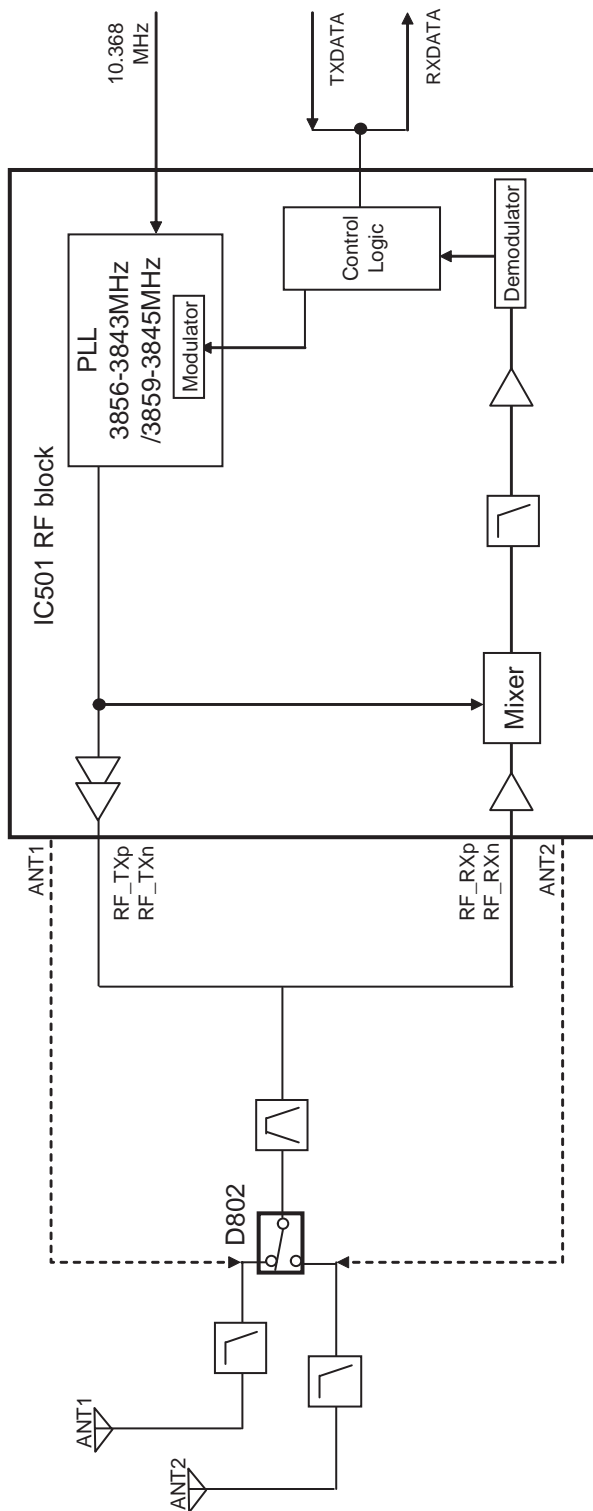 IC501 RF block
PLL
3856-3843MHz
/3859-3845MHz
Modulator
10.368
MHz
Control
Logic
TXDATA
RXDATA
Demodulator
Mixer
ANT1
RF_TXp
RF_TXn
RF_RXp
RF_RXn
ANT2
D802
ANT1
ANT2